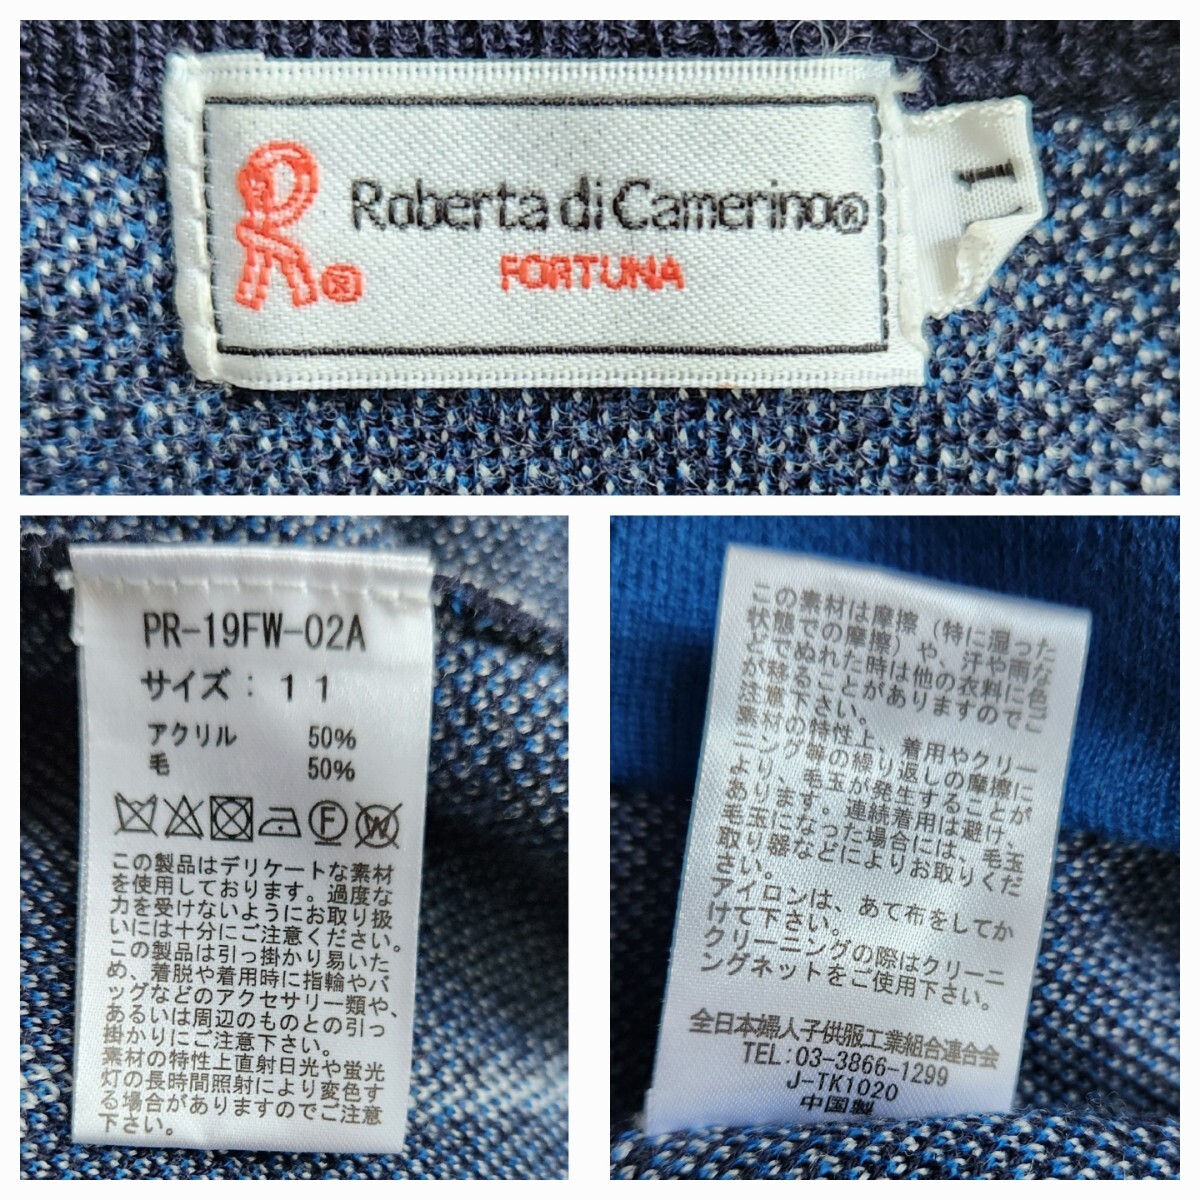 R®
Roberta di Camerino®
FORTUNA
11
PR-19FW-02A
サイズ：11
アクリル 50%
毛 50%
F
W
この製品はデリケートな素材
を使用しております。過度な
力を受けないようにお取り扱
いには十分にご注意ください。
この製品は引っ掛かり易いた
め、着脱や着用時に指輪やバ
ッグなどのアクセサリー類や、
あるいは周辺のものとの引っ
掛かりにご注意下さい。
素材の特性上直射日光や蛍光
灯の長時間照射により変色す
る場合がありますのでご注意
下さい。
この素材は摩擦（特に湿った
状態での摩擦）や、汗や雨な
どでぬれた時は他の衣料に色
が移ることがありますのでご
注意下さい。
素材の特性上、着用やクリー
ニング等の繰り返しの摩擦に
より、毛玉が発生することが
あります。連続着用は避け、
毛玉になった場合には、毛玉
取り器などによりお取りくだ
さい。
アイロンは、あて布をしてか
けて下さい。
クリーニングの際はクリーニ
ングネットをご使用下さい。
全日本婦人子供服工業組合連合会
TEL:03-3866-1299
J-TK1020
中国製